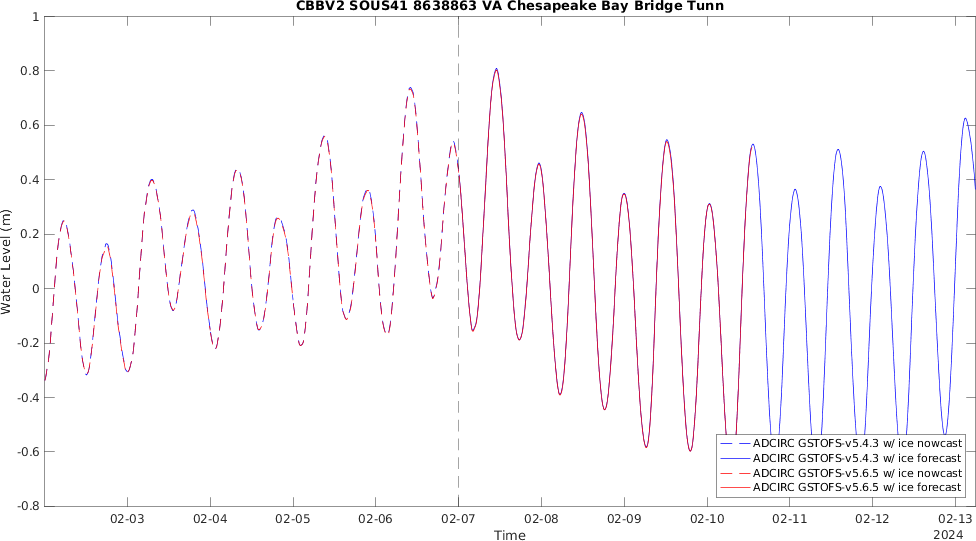 CBBV2 SOUS41 8638863 VA Chesapeake Bay Bridge Tunn
Water Level (m)
1
0.8
0.6
0.4
0.2
0
-0.2
-0.4
-0.6
-0.8
ADCIRC GSTOFS-v5.4.3 w/ ice nowcast
ADCIRC GSTOFS-v5.4.3 w/ ice forecast
ADCIRC GSTOFS-v5.6.5 w/ ice nowcast
ADCIRC GSTOFS-v5.6.5 w/ ice forecast
02-03 02-04 02-05 02-06 02-07 02-08 02-09 02-10 02-11 02-12 02-13
Time 2024